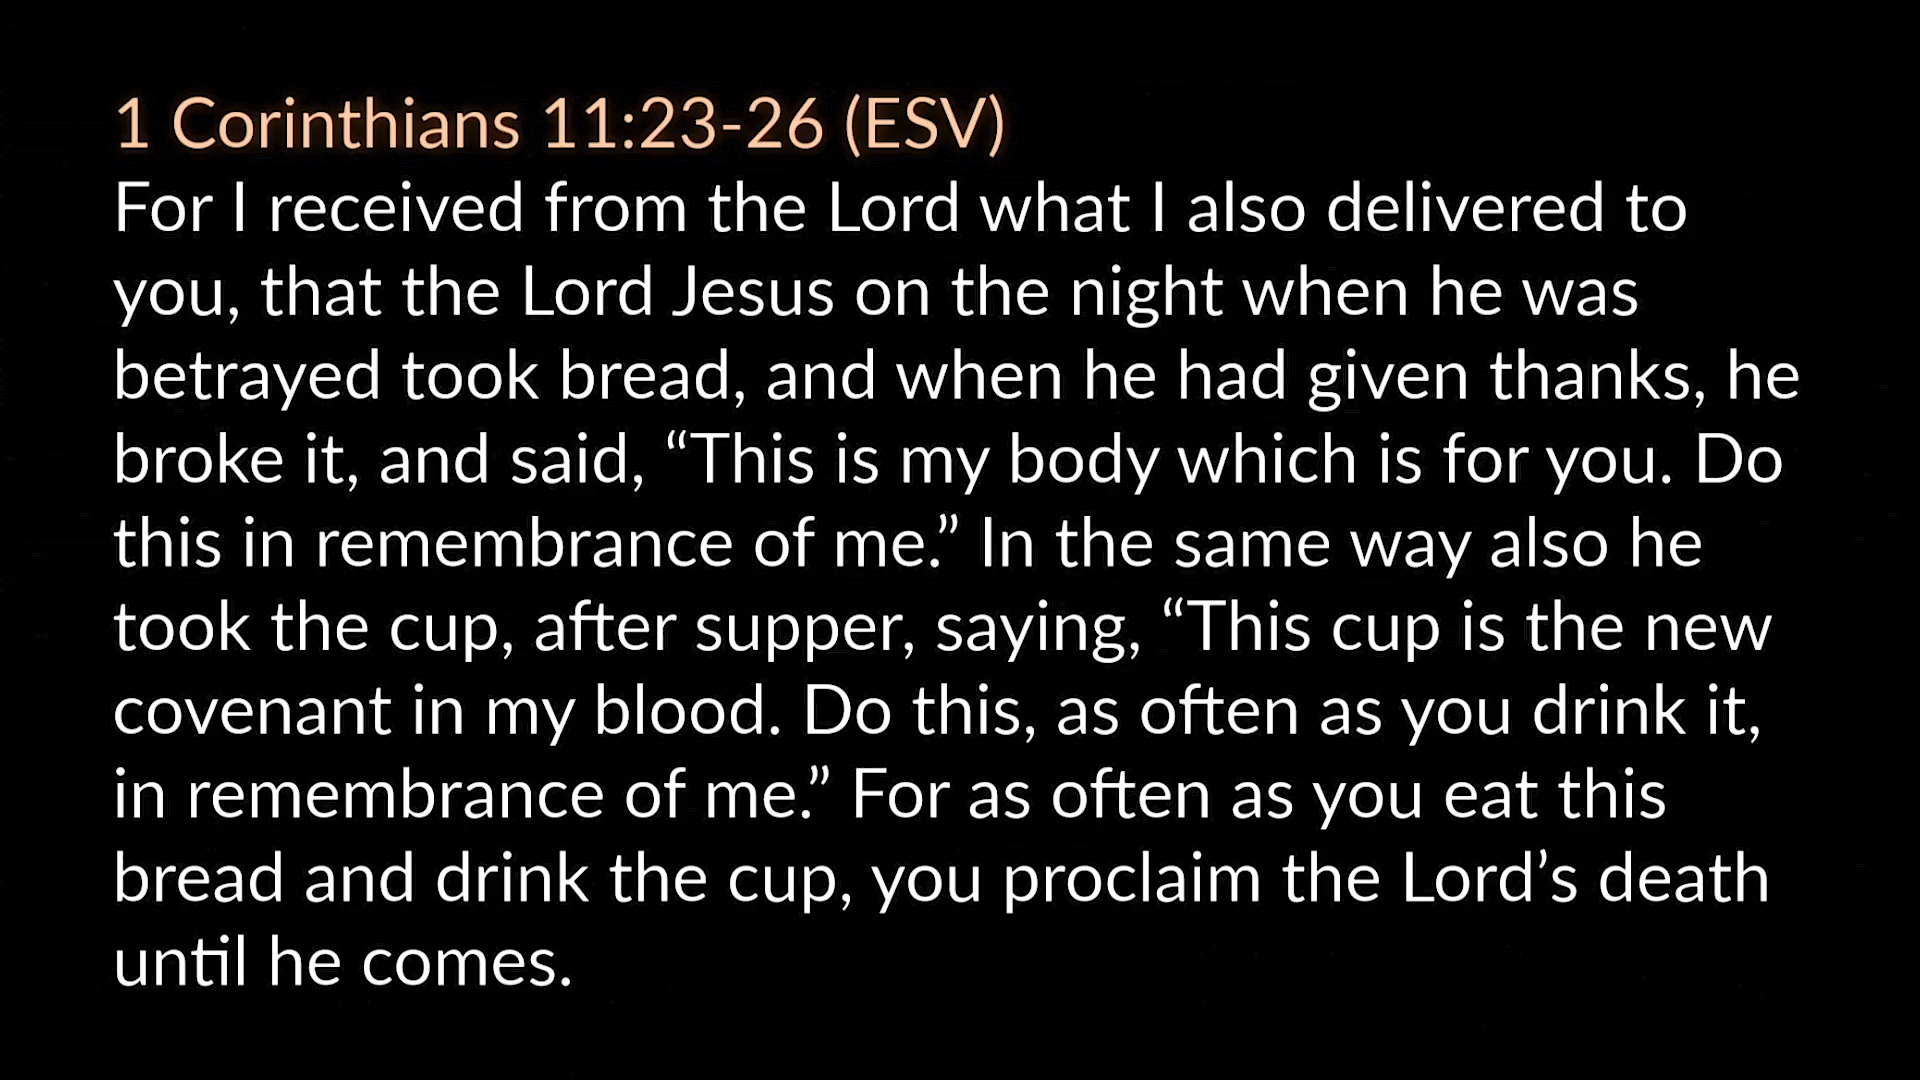 1 Corinthians 11:23-26 (ESV)
For I received from the Lord what I also delivered to
you, that the Lord Jesus on the night when he was
betrayed took bread, and when he had given thanks, he
broke it, and said, “This is my body which is for you. Do
this in remembrance of me.” In the same way also he
took the cup, after supper, saying, “This cup is the new
covenant in my blood. Do this, as often as you drink it,
in remembrance of me.” For as often as you eat this
bread and drink the cup, you proclaim the Lord’s death
until he comes.